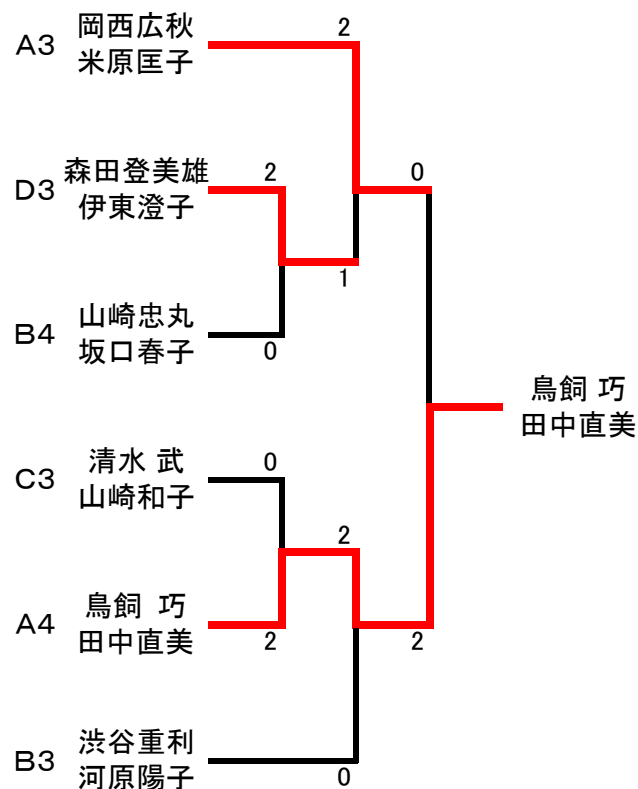 岡西広秋
2
A3
米原匡子
森田登美雄
2
0
D3
伊東澄子
1
山崎忠丸
B4
坂口春子
0
鳥飼 巧
田中直美
清水 武
0
C3
山崎和子
2
鳥飼 巧
A4
田中直美
2
2
渋谷重利
B3
河原陽子
0